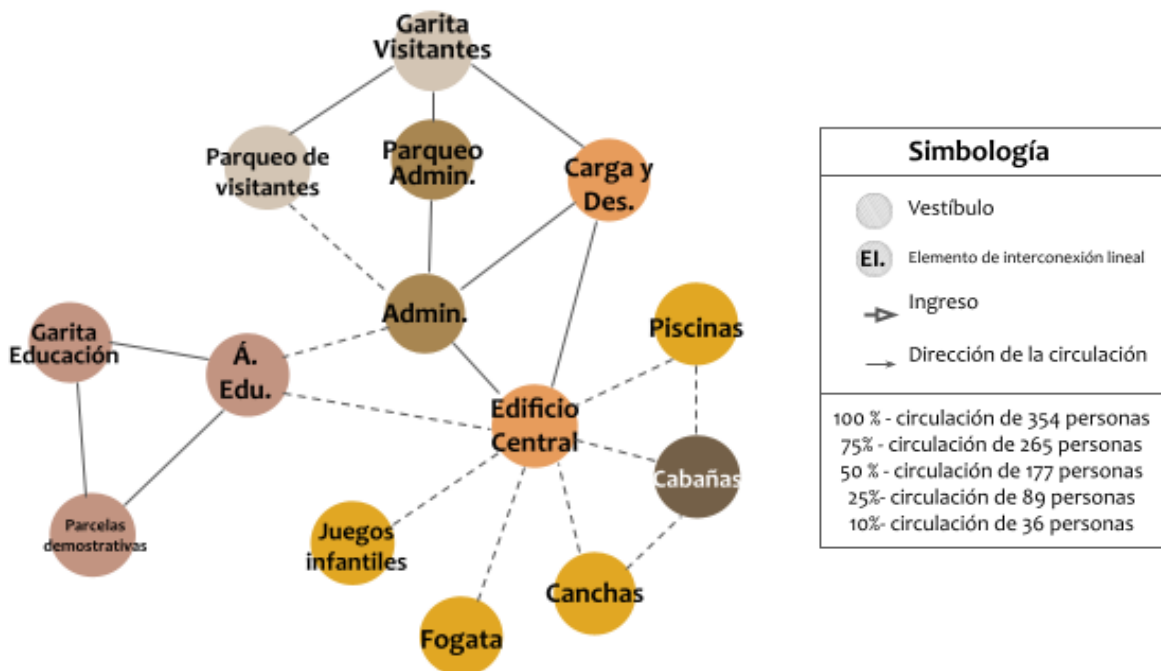 Garita
Visitantes
Parqueo de
visitantes
Parqueo
Admin.
Carga y
Des.
Admin.
Garita
Educación
Á.
Edu.
Piscinas
Edificio
Central
Cabañas
Parcelas
demostrativas
Juegos
infantiles
Canchas
Fogata
Simbología
Vestíbulo
El. Elemento de interconexión lineal
Ingreso
Dirección de la circulación
100 % - circulación de 354 personas
75% - circulación de 265 personas
50 % - circulación de 177 personas
25%- circulación de 89 personas
10%- circulación de 36 personas